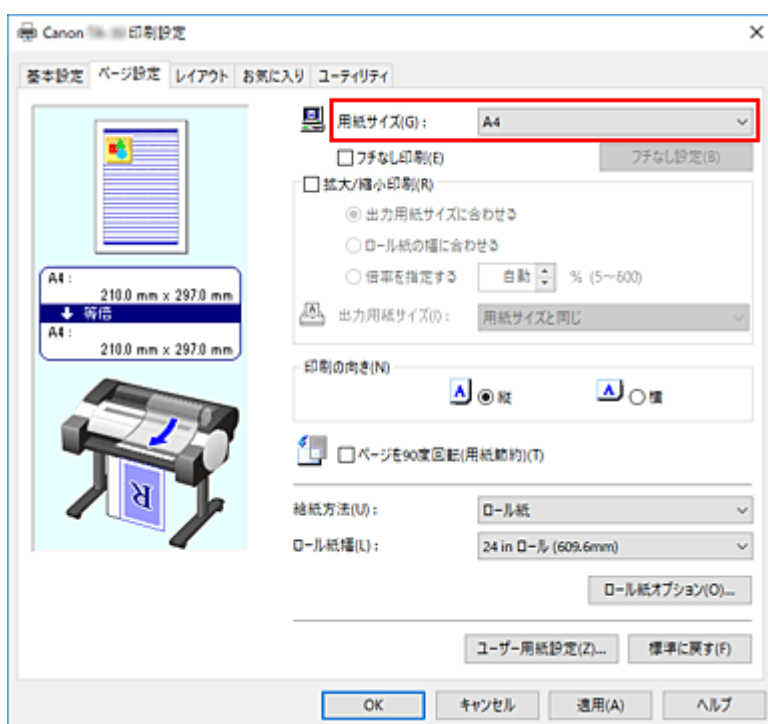 Canon 印刷設定
基本設定 ページ設定 レイアウト お気に入り ユーティリティ
用紙サイズ(G): A4
フチなし印刷(E) フチなし設定(B)
拡大/縮小印刷(R)
出力用紙サイズに合わせる
ロール紙の幅に合わせる
倍率を指定する 自動 % (5～600)
出力用紙サイズ(I): 用紙サイズと同じ
A4:
210.0 mm x 297.0 mm
等倍
A4:
210.0 mm x 297.0 mm
印刷の向き(N)
A 縦 A 横
ページを90度回転(用紙節約)(T)
R
給紙方法(U): ロール紙
ロール紙幅(L): 24 in ロール (609.6mm)
ロール紙オプション(O)...
ユーザー用紙設定(Z)... 標準に戻す(F)
OK キャンセル 適用(A) ヘルプ